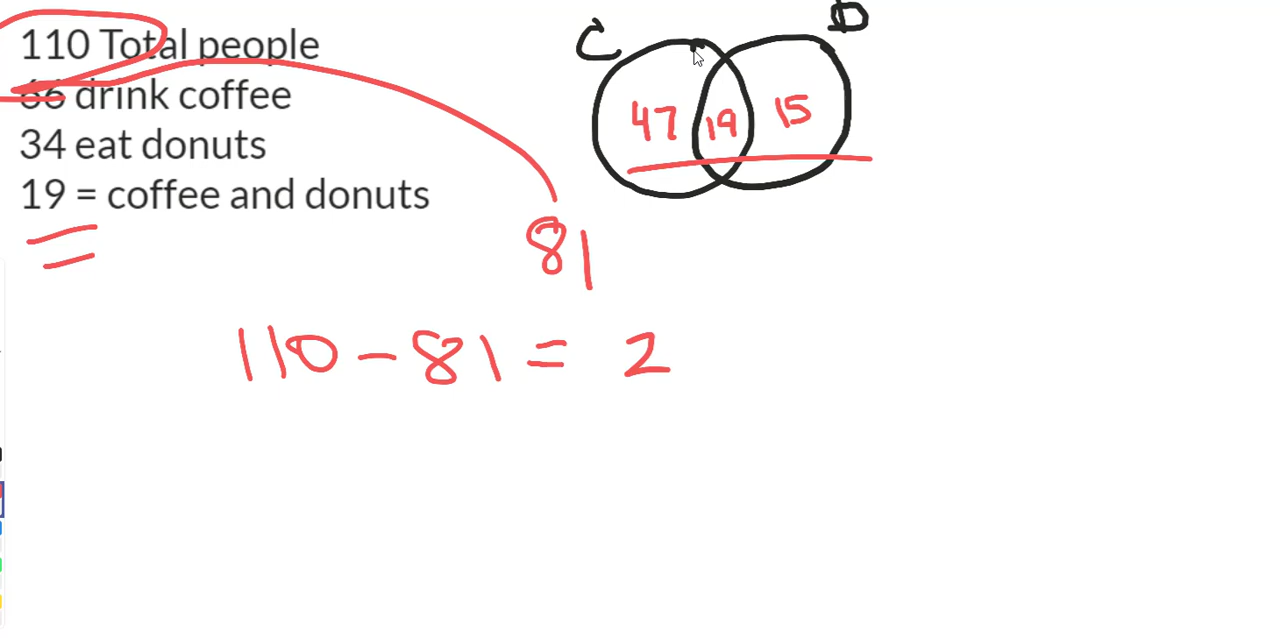 110 Total people
66 drink coffee
34 eat donuts
19 = coffee and donuts
C D
47 19 15
81
110 - 81 = 2